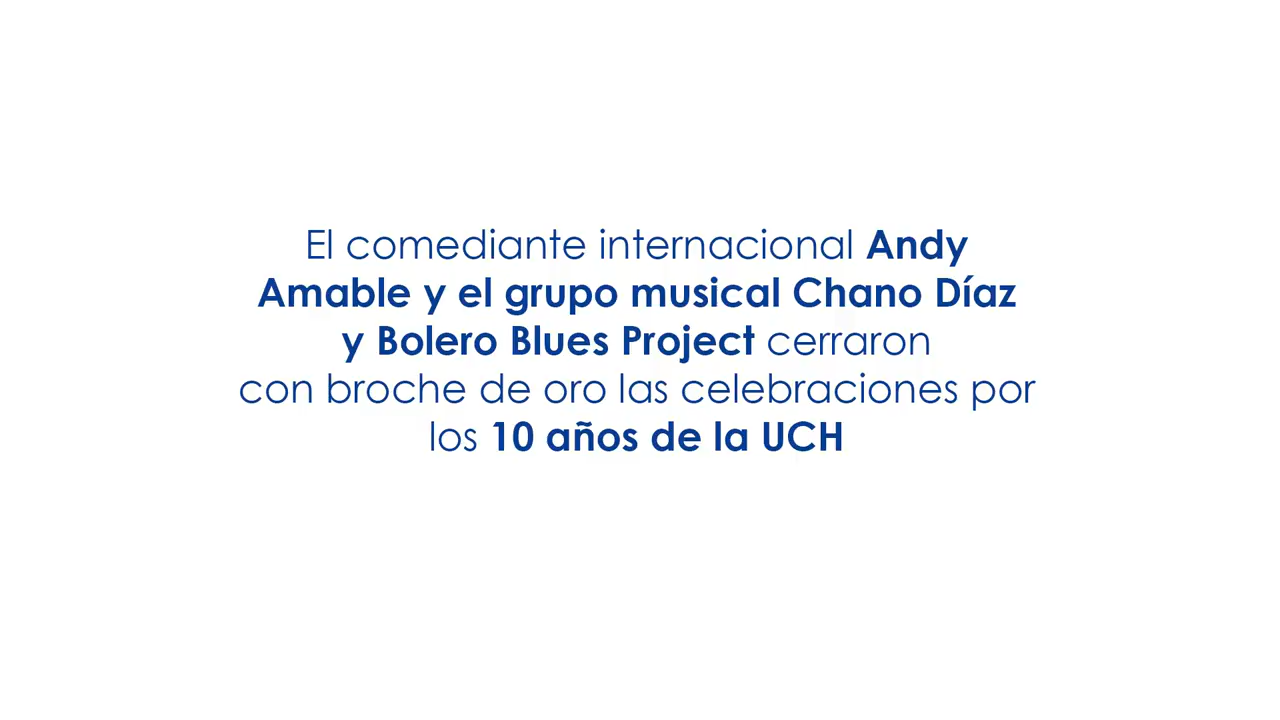 El comediante internacional Andy
Amable y el grupo musical Chano Díaz
y Bolero Blues Project cerraron
con broche de oro las celebraciones por
los 10 años de la UCH